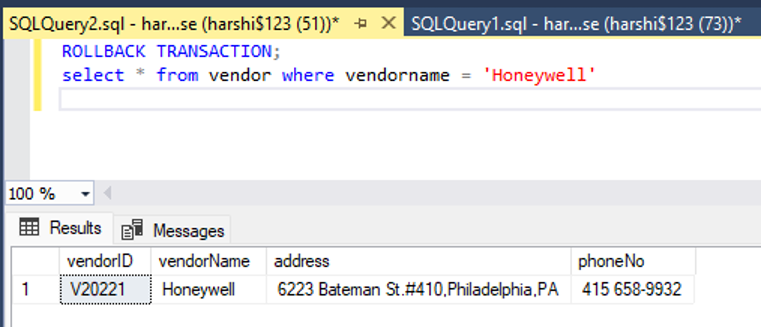 SQLQuery2.sql - har...se (harshi$123 (51))* SQLQuery1.sql - har...se (harshi$123 (73))*
ROLLBACK TRANSACTION;
select * from vendor where vendorname = 'Honeywell'
100 %
Results Messages
vendorID vendorName address phoneNo
1 V20221 Honeywell 6223 Bateman St.#410,Philadelphia,PA 415 658-9932